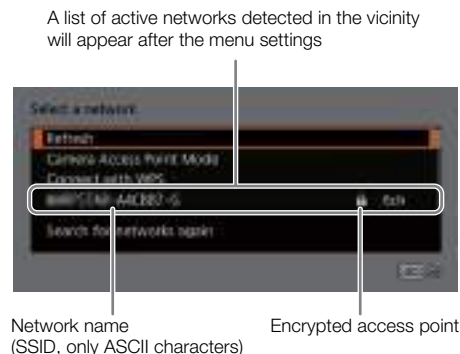 A list of active networks detected in the vicinity
will appear after the menu settings
Select a network
Refresh
Camera Access Point Mode
Connect with WPS
6ch
Search for networks again
Network name
(SSID, only ASCII characters)
Encrypted access point